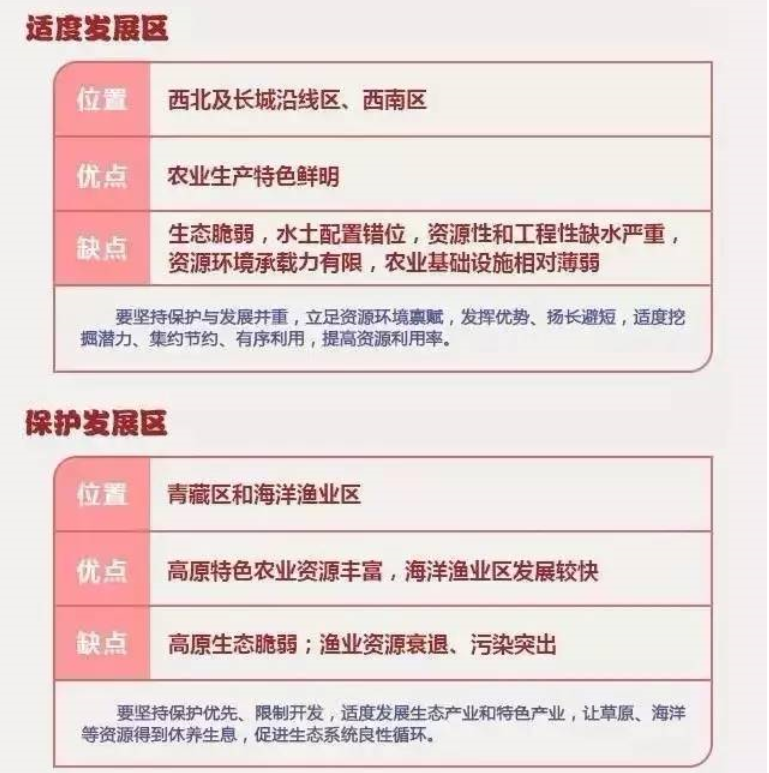 适度发展区
位置
西北及长城沿线区、西南区
优点
农业生产特色鲜明
缺点
生态脆弱，水土配置错位，资源性和工程性缺水严重，
资源环境承载力有限，农业基础设施相对薄弱
要坚持保护与发展并重，立足资源环境禀赋，发挥优势、扬长避短，适度挖
掘潜力、集约节约、有序利用，提高资源利用率。
保护发展区
位置
青藏区和海洋渔业区
优点
高原特色农业资源丰富，海洋渔业区发展较快
缺点
高原生态脆弱；渔业资源衰退、污染突出
要坚持保护优先、限制开发，适度发展生态产业和特色产业，让草原、海洋
等资源得到休养生息，促进生态系统良性循环。